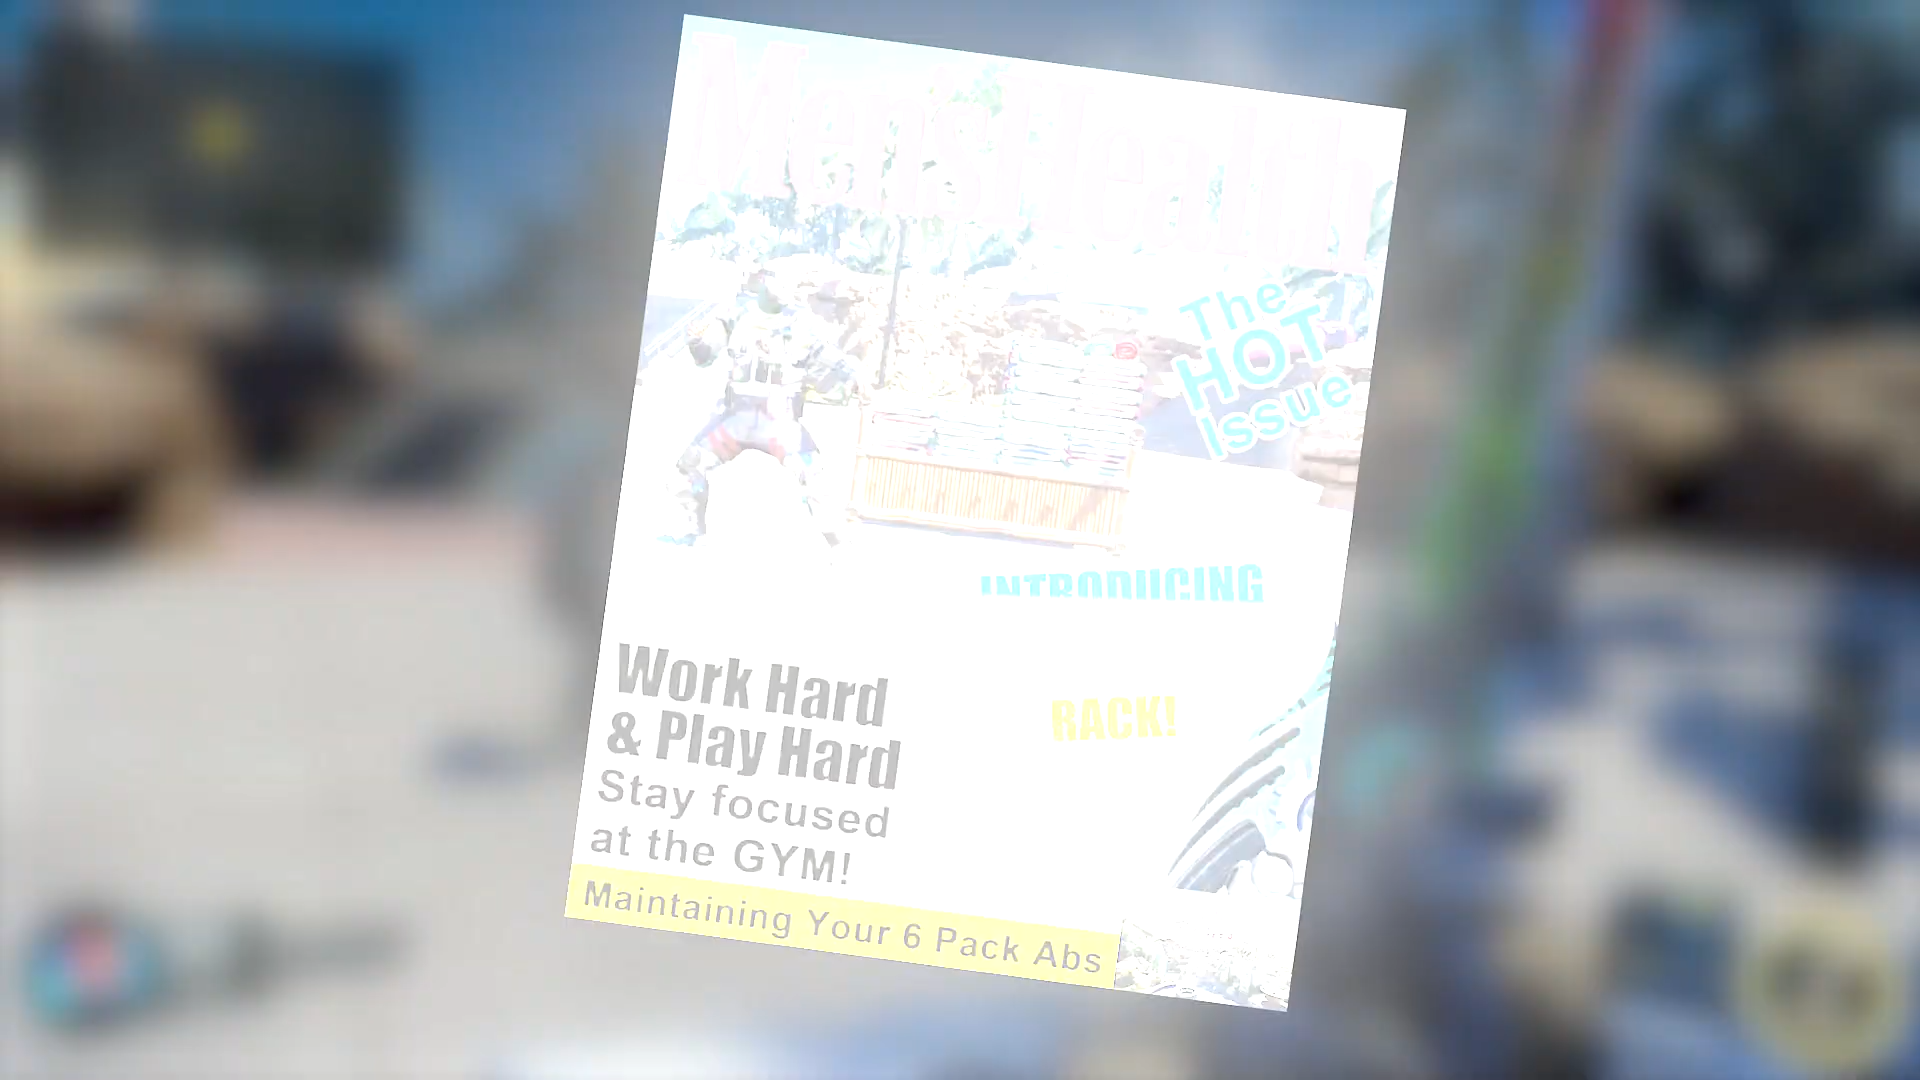 Men'sHealth
The
HOT
Issue
INTRODUCING
RACK!
Work Hard
& Play Hard
Stay focused
at the GYM!
Maintaining Your 6 Pack Abs